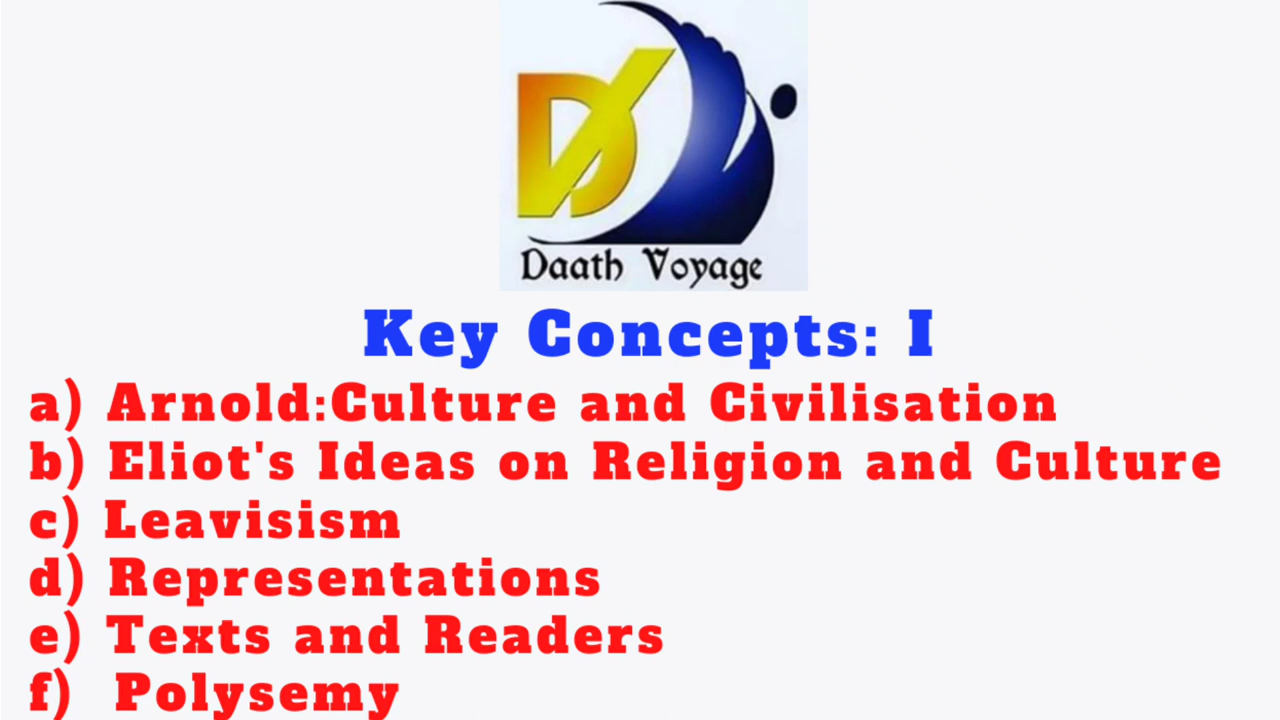 DV
Daath Voyage
Key Concepts: I
a) Arnold:Culture and Civilisation
b) Eliot's Ideas on Religion and Culture
c) Leavisism
d) Representations
e) Texts and Readers
f) Polysemy